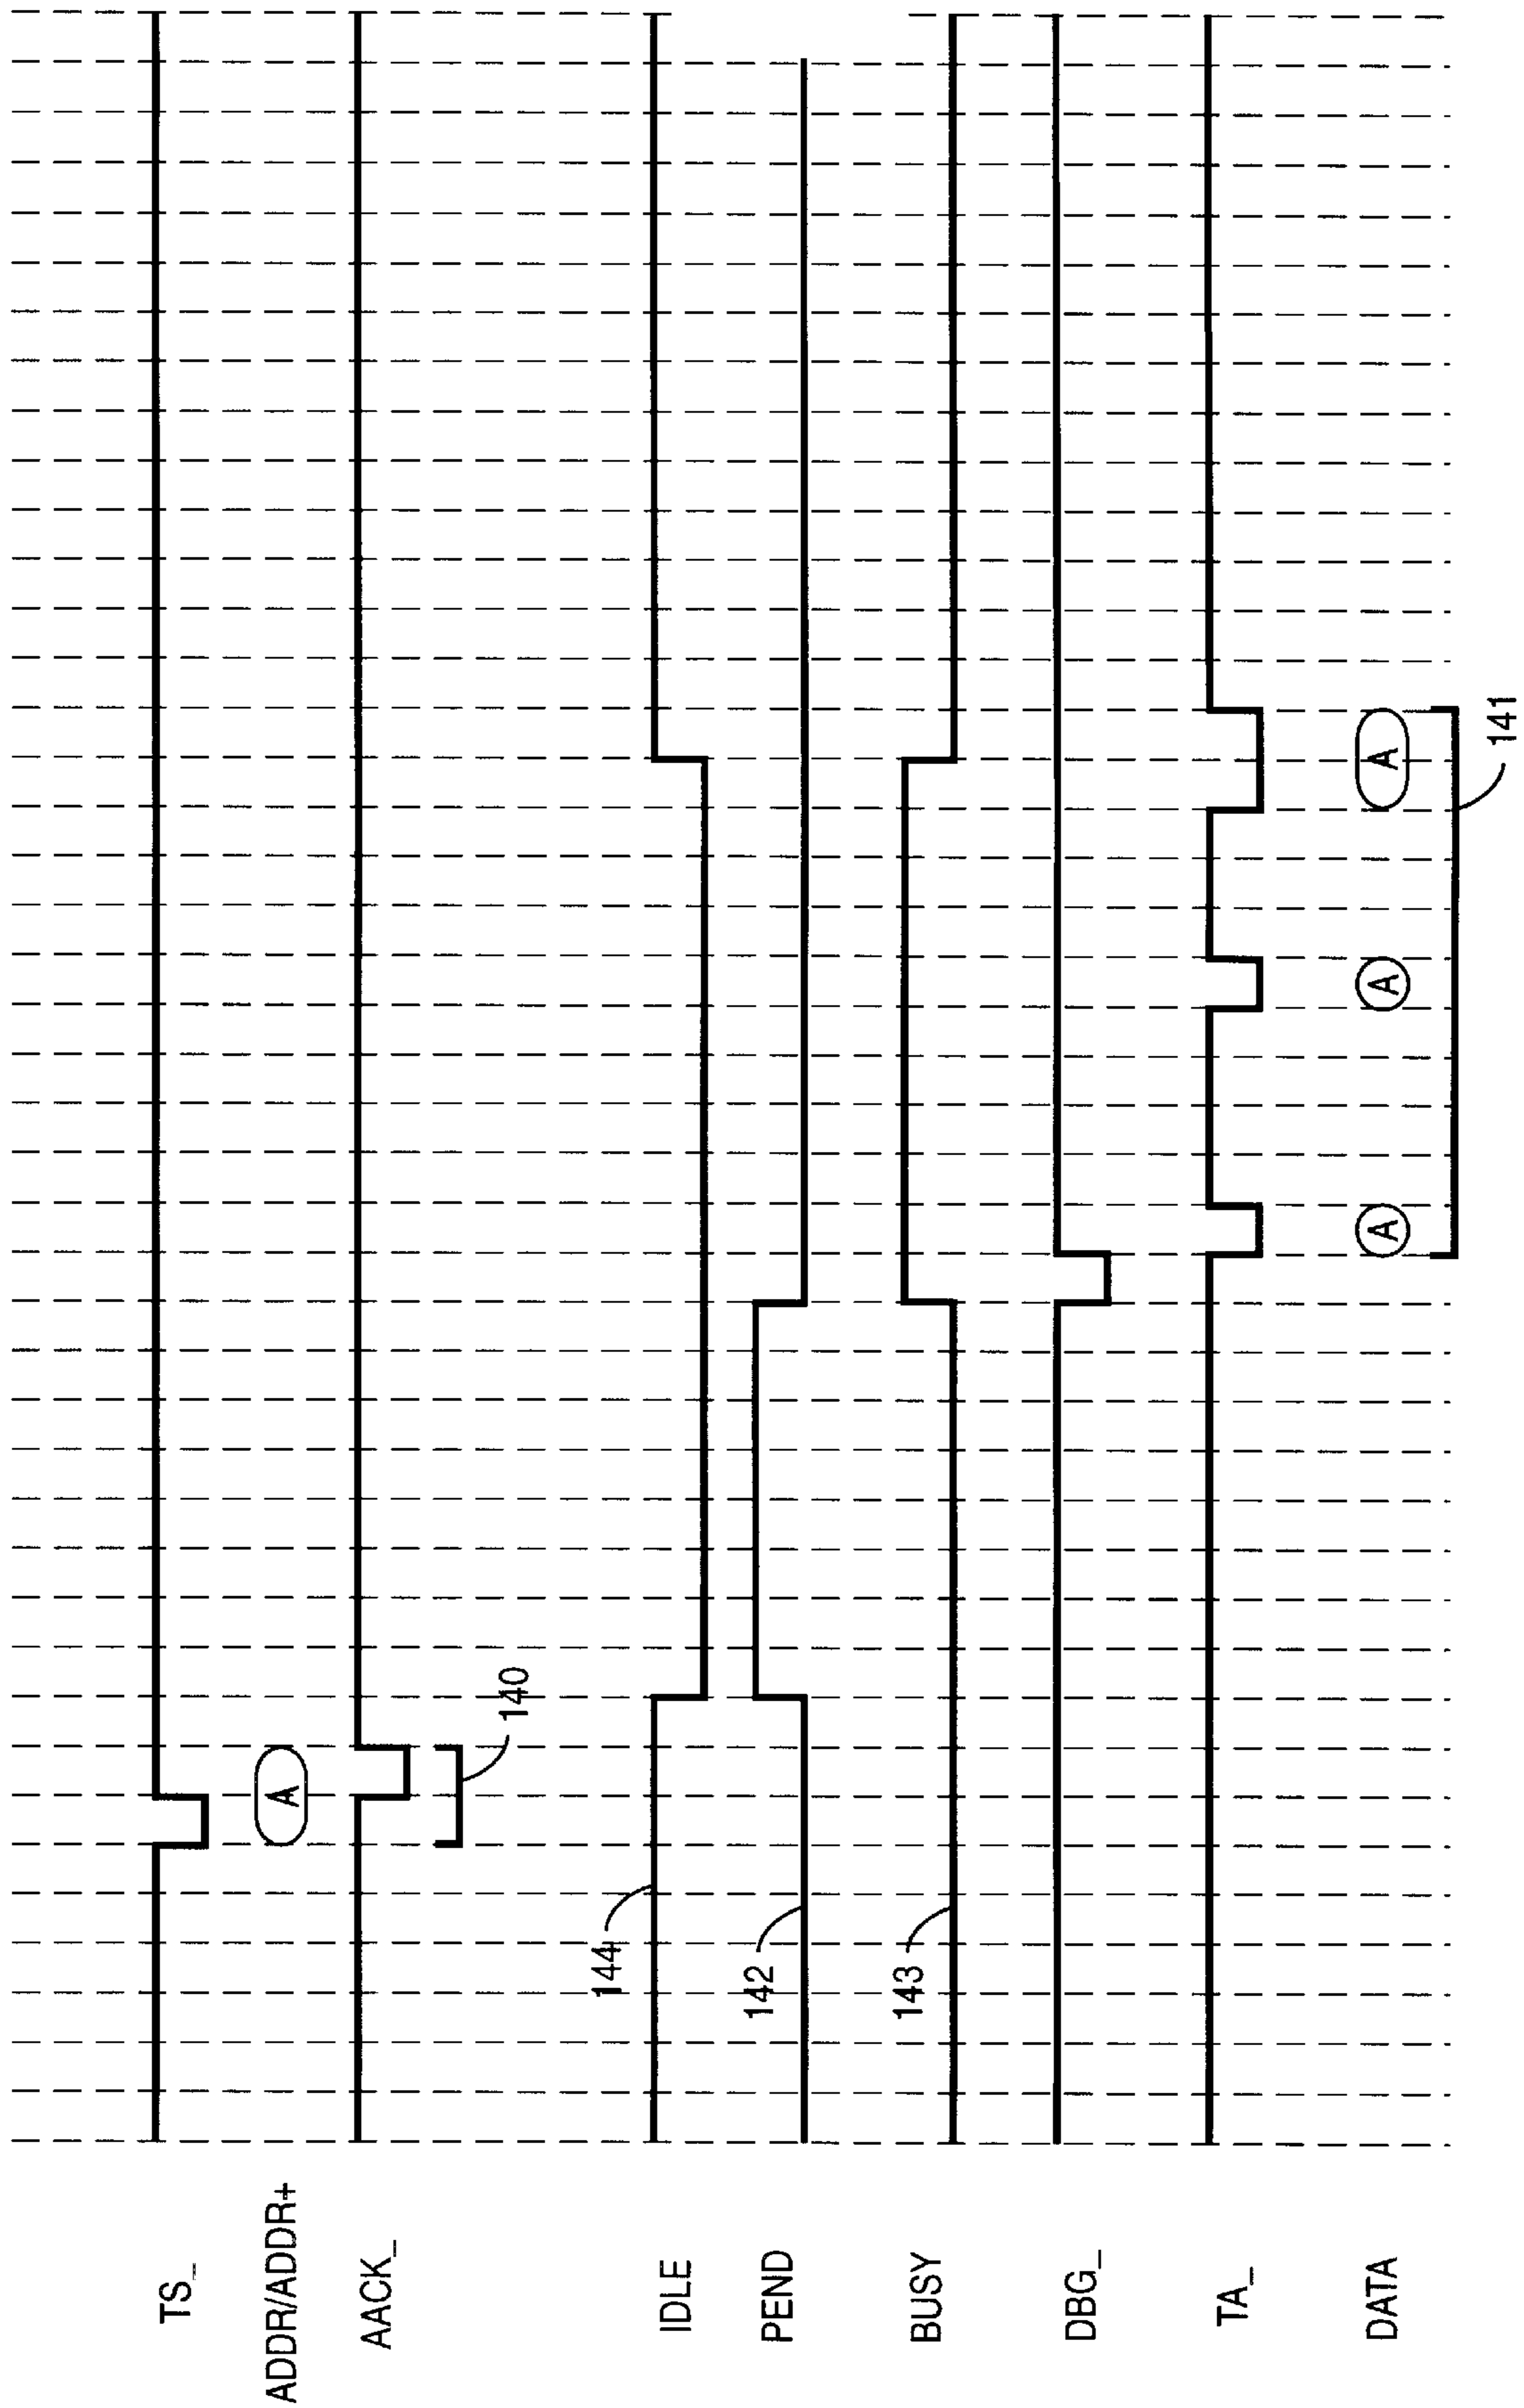 TS_
A
ADDR/ADDR+
AACK_
140
144
IDLE
142
PEND
143
BUSY
DBG_
TA_
A
A
A
DATA
141